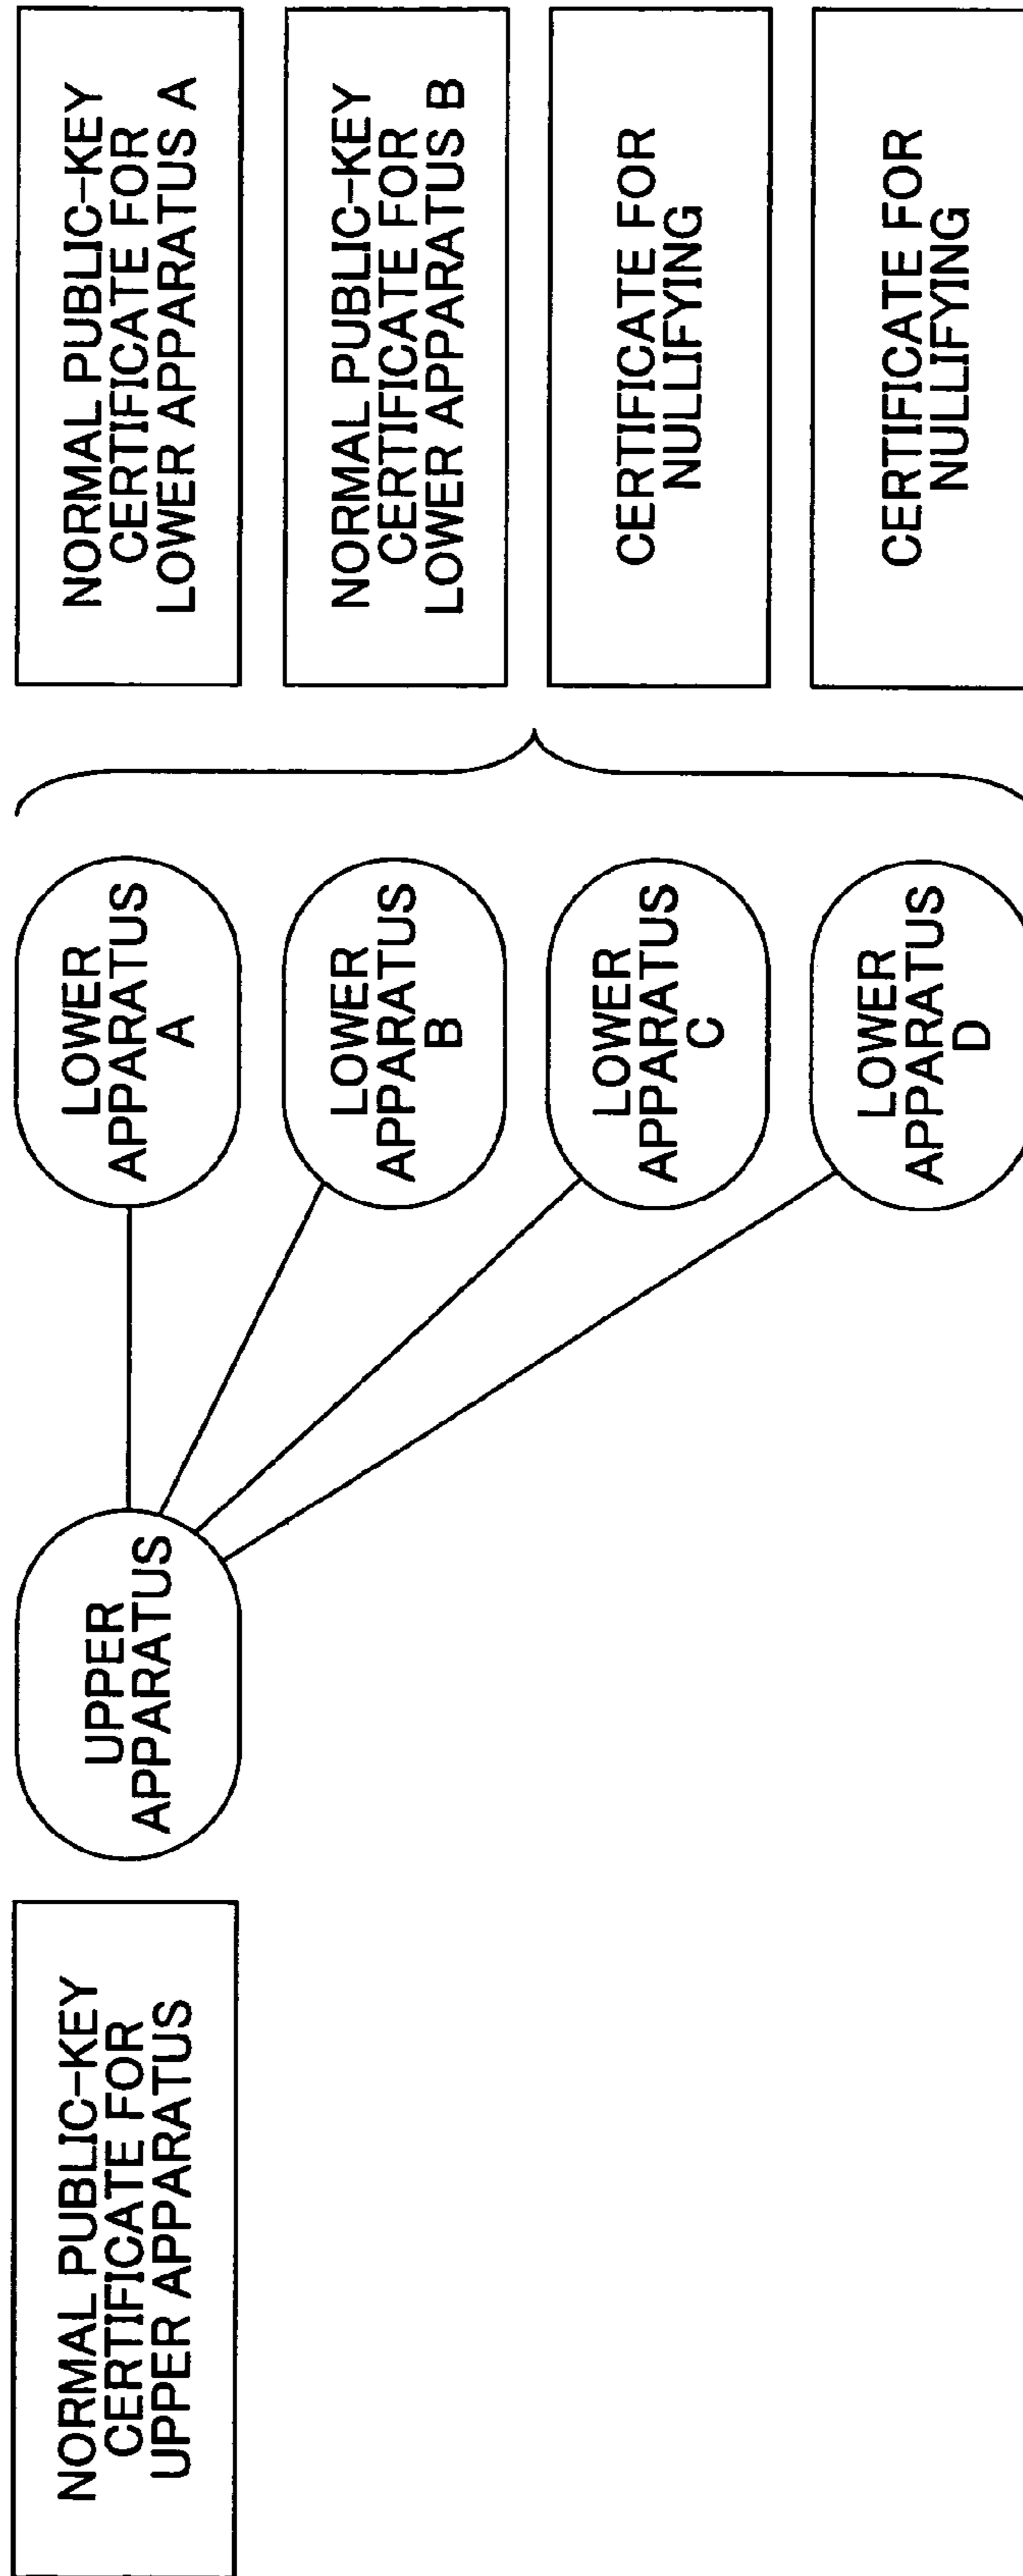 NORMAL PUBLIC-KEY
CERTIFICATE FOR
UPPER APPARATUS
UPPER
APPARATUS
LOWER
APPARATUS
A
NORMAL PUBLIC-KEY
CERTIFICATE FOR
LOWER APPARATUS A
LOWER
APPARATUS
B
NORMAL PUBLIC-KEY
CERTIFICATE FOR
LOWER APPARATUS B
LOWER
APPARATUS
C
CERTIFICATE FOR
NULLIFYING
LOWER
APPARATUS
D
CERTIFICATE FOR
NULLIFYING